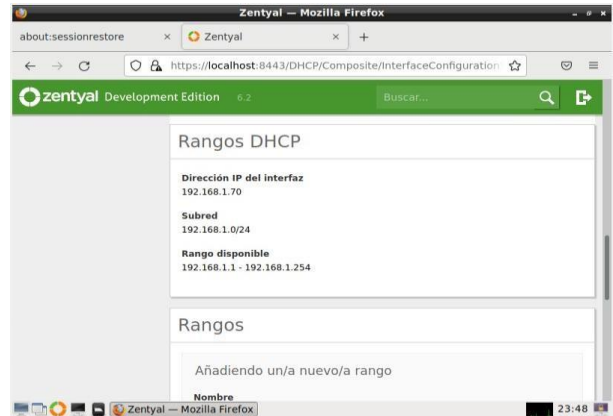 Zentyal — Mozilla Firefox
about:sessionrestore
Zentyal
https://localhost:8443/DHCP/Composite/InterfaceConfiguration
zentyal Development Edition 6.2
Buscar...
Rangos DHCP
Dirección IP del interfaz
192.168.1.70
Subred
192.168.1.0/24
Rango disponible
192.168.1.1 - 192.168.1.254
Rangos
Añadiendo un/a nuevo/a rango
Nombre
Zentyal — Mozilla Firefox
23:48